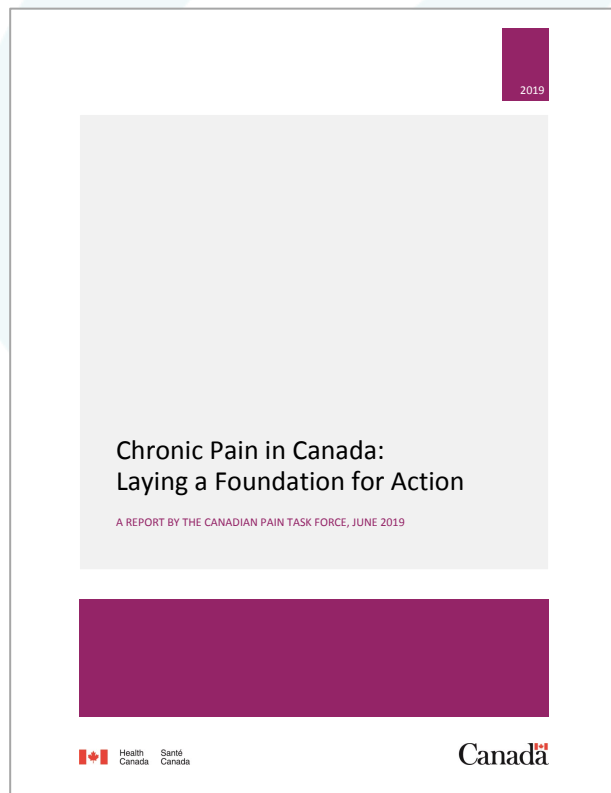 2019
Chronic Pain in Canada:
Laying a Foundation for Action
A REPORT BY THE CANADIAN PAIN TASK FORCE, JUNE 2019
Health Canada Santé Canada
Canada